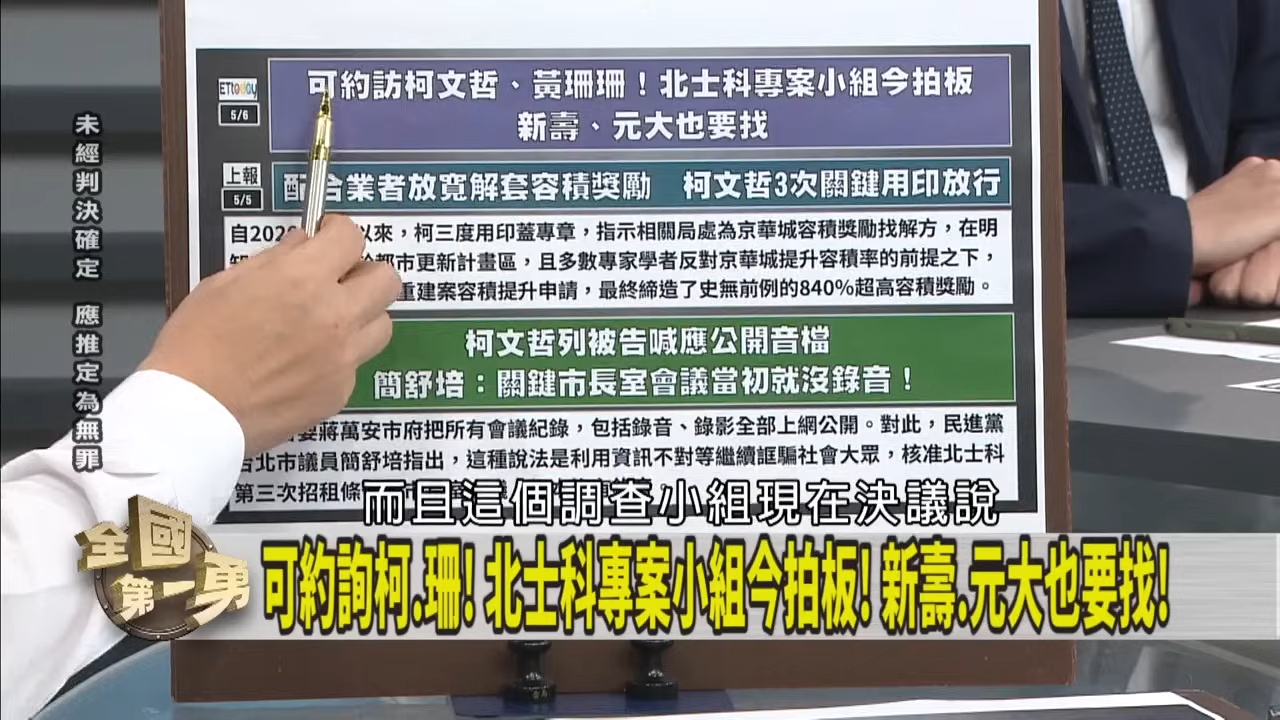 ETtoday
5/6
可約訪柯文哲、黃珊珊！北士科專案小組今拍板
新壽、元大也要找
上報
5/5
配合業者放寬解套容積獎勵 柯文哲3次關鍵用印放行
自202 以來，柯三度用印蓋專章，指示相關局處為京華城容積獎勵找解方，在明
都市更新計畫區，且多數專家學者反對京華城提升容積率的前提之下，
重建案容積提升申請，最終締造了史無前例的840%超高容積獎勵。
柯文哲列被告喊應公開音檔
簡舒培：關鍵市長室會議當初就沒錄音！
要蔣萬安市府把所有會議紀錄，包括錄音、錄影全部上網公開。對此，民進黨
台北市議員簡舒培指出，這種說法是利用資訊不對等繼續誆騙社會大眾，核准北士科
第三次招租條
而且這個調查小組現在決議說
可約詢柯.珊! 北士科專案小組今拍板! 新壽.元大也要找!
全國第一勇
未經判決確定 應推定為無罪